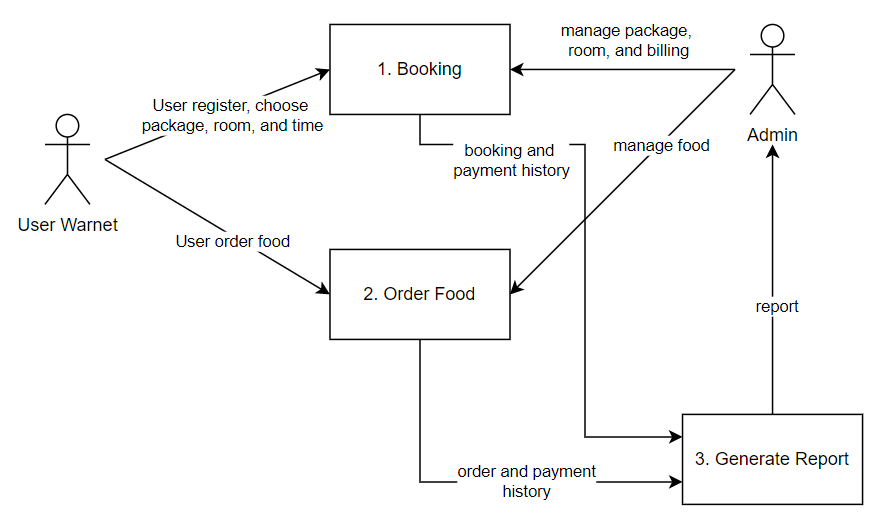 manage package,
room, and billing
1. Booking
User register, choose
package, room, and time
Admin
booking and
payment history
manage food
User Warnet
User order food
2. Order Food
report
3. Generate Report
order and payment
history